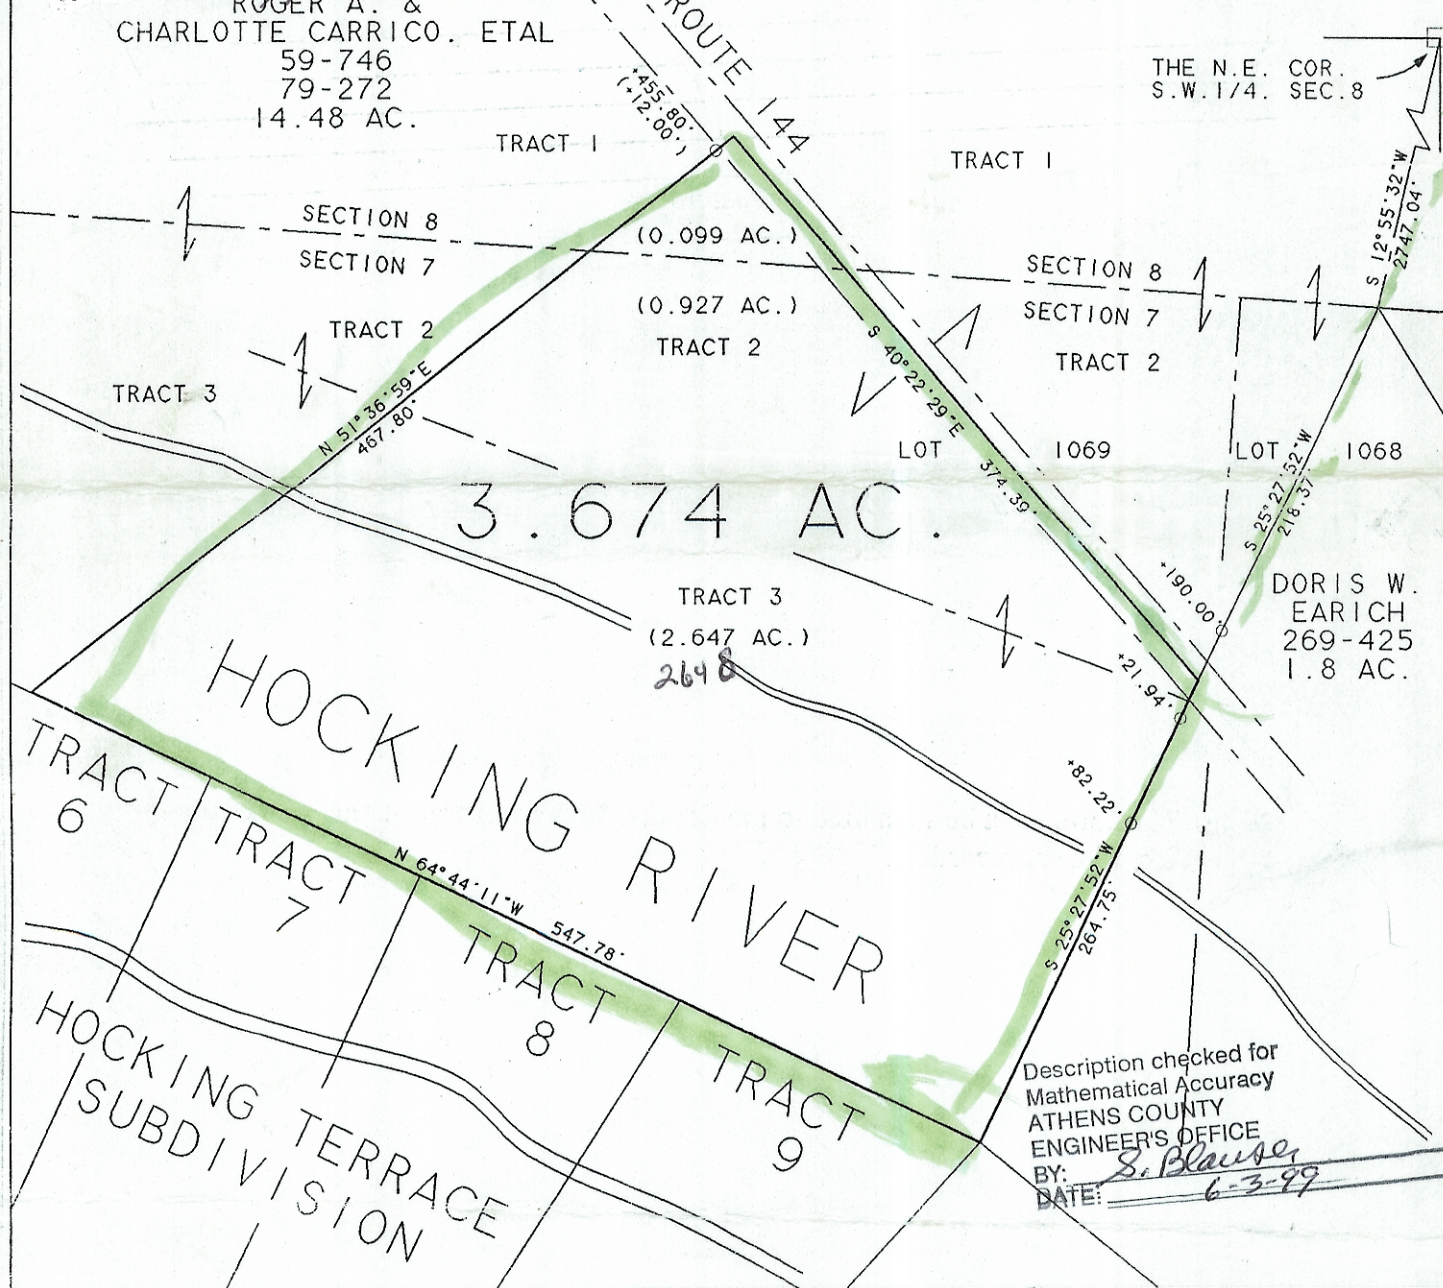 ROGER A. &
CHARLOTTE CARRICO. ETAL
59-746
79-272
14.48 AC.
ROUTE 144
THE N.E. COR.
S.W.1/4. SEC.8
+455.80'
(+12.00')
TRACT 1
TRACT 1
S 12°55'32"W
2747.04'
SECTION 8
SECTION 7
(0.099 AC.)
SECTION 8
SECTION 7
(0.927 AC.)
TRACT 2
TRACT 2
TRACT 2
TRACT 3
N 51°36'59"E
467.80'
S 40°22'29"E
374.39'
LOT 1069
LOT 1068
S 25°27'52"W
218.37'
3.674 AC.
+190.00'
DORIS W.
EARICH
269-425
1.8 AC.
TRACT 3
(2.647 AC.)
2648
+21.94'
HOCKING RIVER
+82.22'
TRACT
6
TRACT
7
N 64°44'11"W 547.78'
S 25°27'52"W
264.75'
TRACT
8
TRACT
9
HOCKING TERRACE
SUBDIVISION
Description checked for
Mathematical Accuracy
ATHENS COUNTY
ENGINEER'S OFFICE
BY: S. Blauser
DATE: 6-3-99